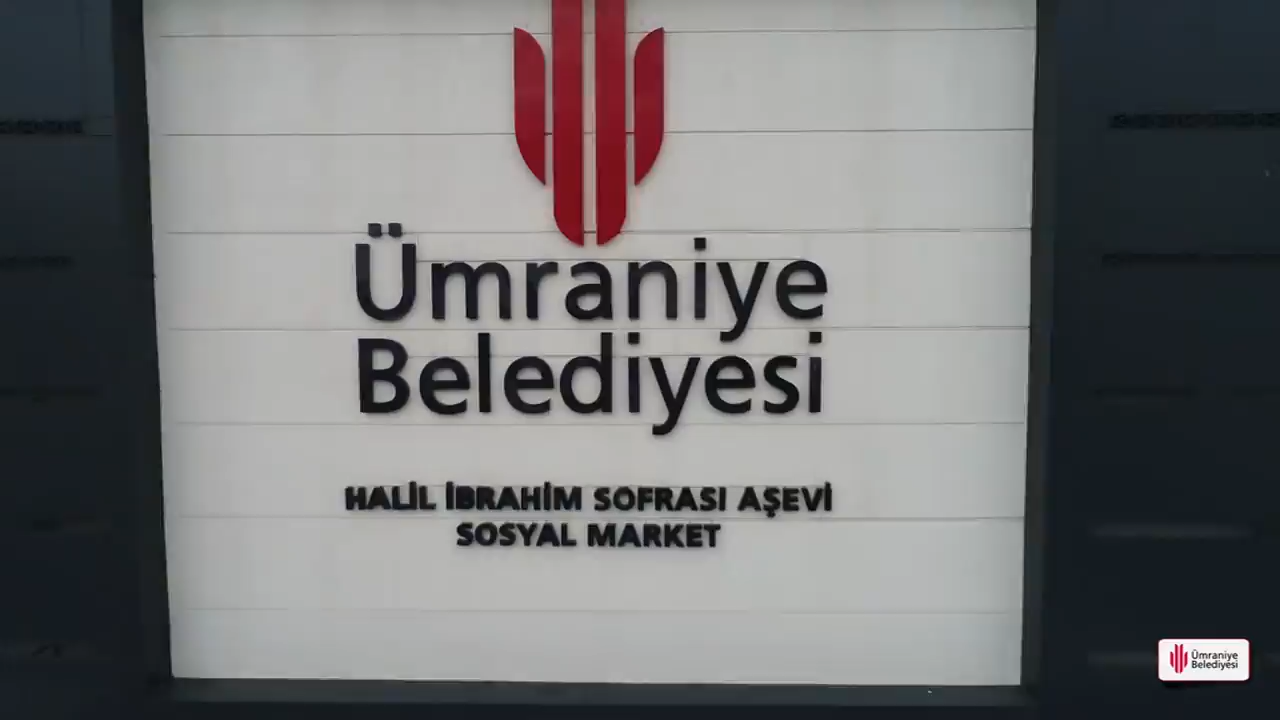 Ümraniye
Belediyesi
HALİL İBRAHİM SOFRASI AŞEVİ
SOSYAL MARKET
Ümraniye
Belediyesi